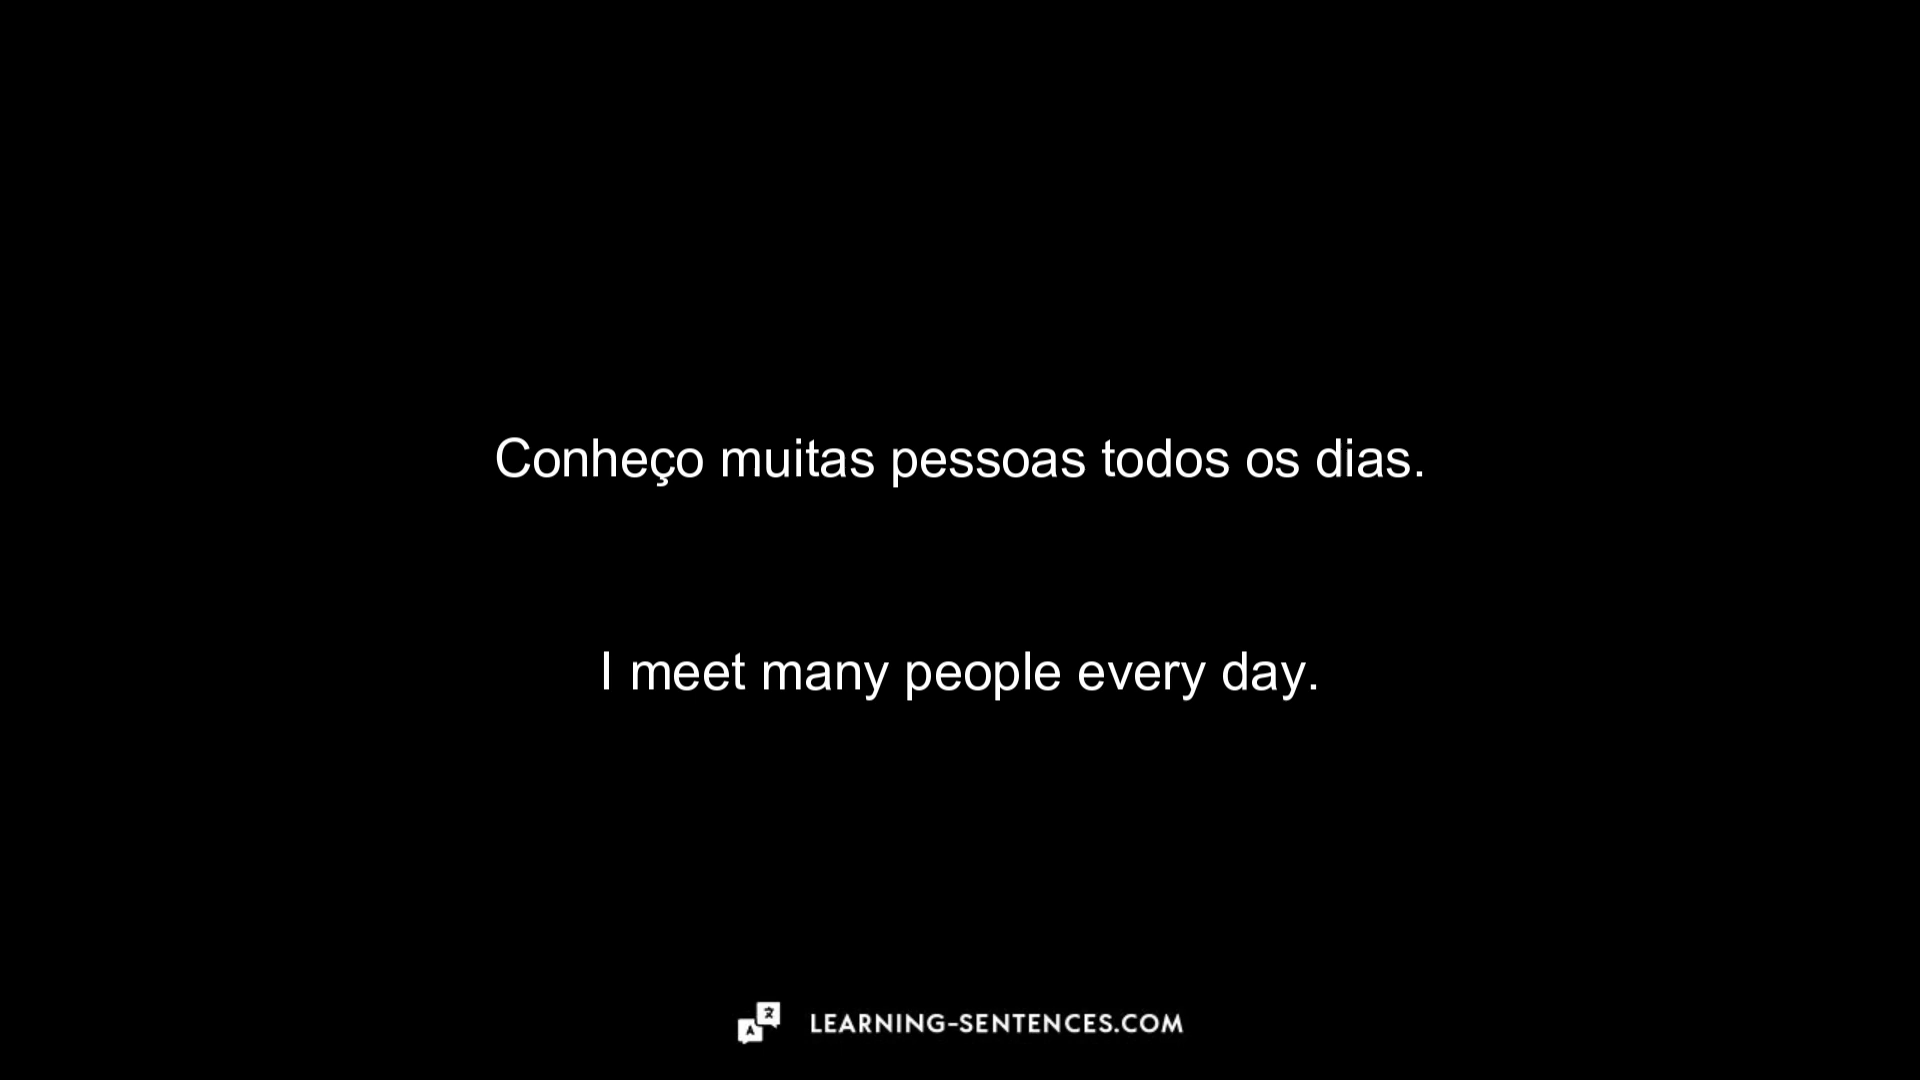 Conheço muitas pessoas todos os dias.
I meet many people every day.
LEARNING-SENTENCES.COM